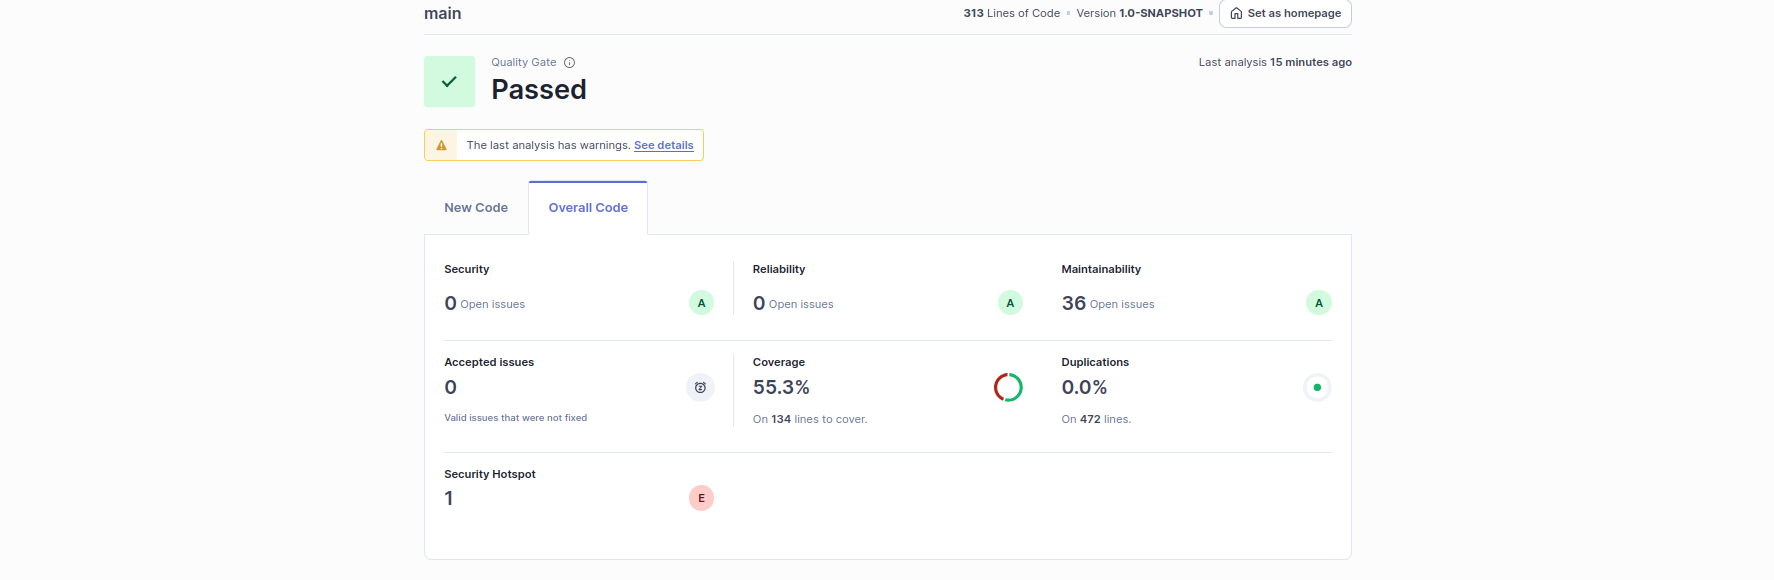 main
313 Lines of Code • Version 1.0-SNAPSHOT • Set as homepage
Quality Gate
Last analysis 15 minutes ago
Passed
The last analysis has warnings. See details
New Code Overall Code
Security Reliability Maintainability
0 Open issues A 0 Open issues A 36 Open issues A
Accepted issues Coverage Duplications
0 55.3% 0.0%
Valid issues that were not fixed On 134 lines to cover. On 472 lines.
Security Hotspot
1 E